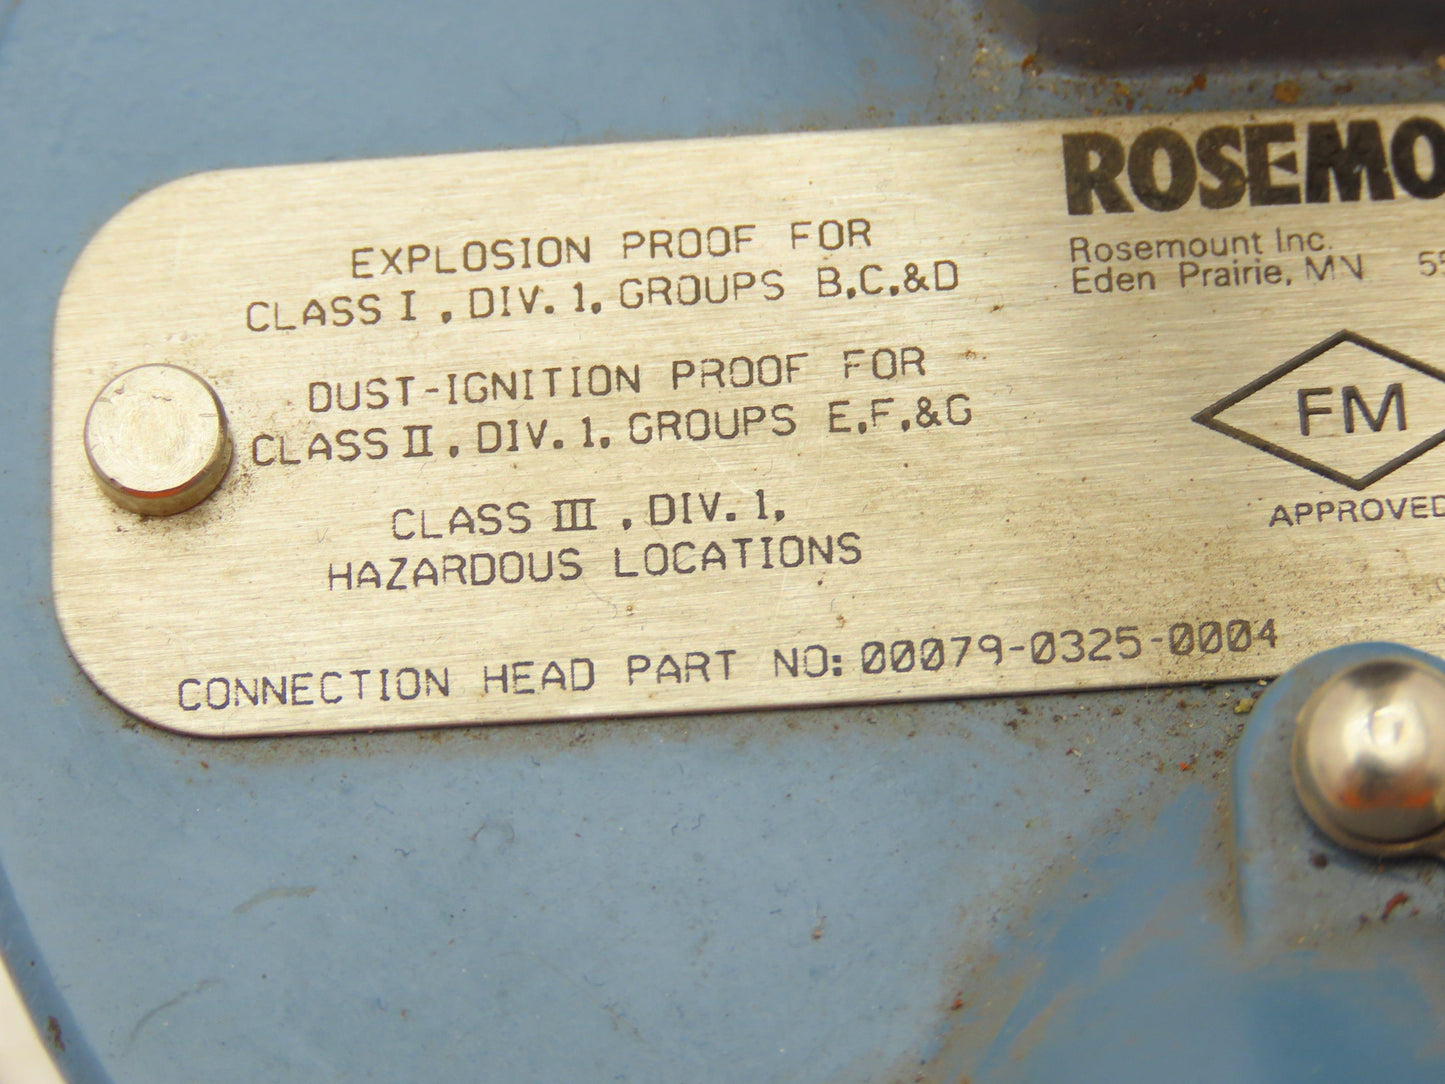 EXPLOSION PROOF FOR
CLASS I, DIV. 1, GROUPS B,C,&D
DUST-IGNITION PROOF FOR
CLASS II, DIV. 1, GROUPS E,F,&G
CLASS III, DIV. 1,
HAZARDOUS LOCATIONS
CONNECTION HEAD PART NO: 00079-0325-0004
ROSEMO
Rosemount Inc.
Eden Prairie, MN 55
FM
APPROVED